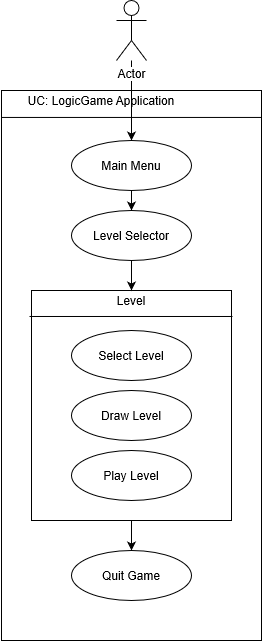 Actor
UC: LogicGame Application
Main Menu
Level Selector
Level
Select Level
Draw Level
Play Level
Quit Game